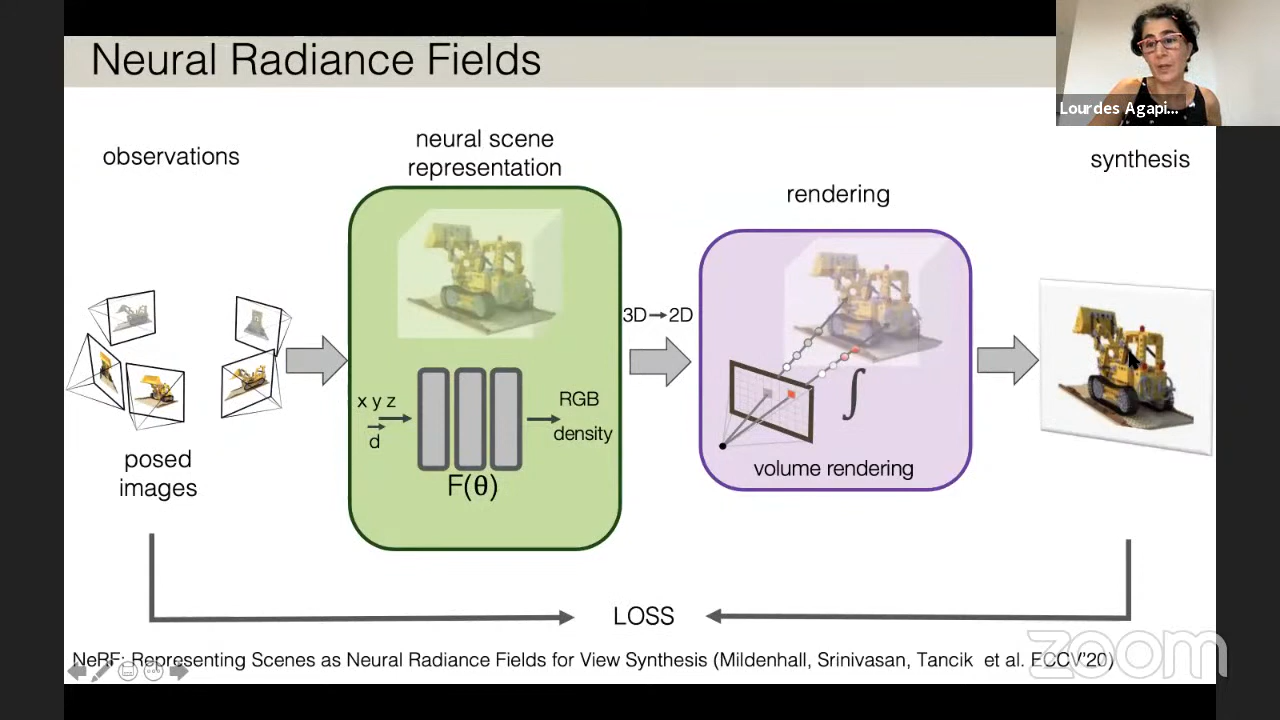 Neural Radiance Fields
Lourdes Agapi...
observations
neural scene
representation
rendering
synthesis
3D→2D
x y z
d
RGB
density
F(θ)
∫
volume rendering
posed
images
LOSS
NeRF: Representing Scenes as Neural Radiance Fields for View Synthesis (Mildenhall, Srinivasan, Tancik et al. ECCV'20)
zoom